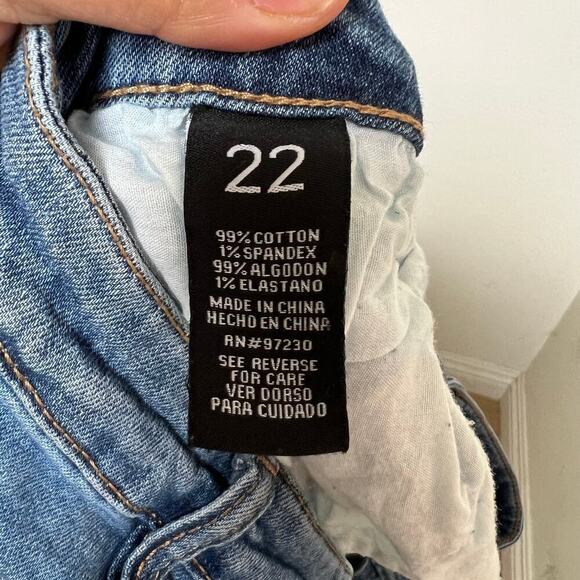 22
99% COTTON
1% SPANDEX
99% ALGODON
1% ELASTANO
MADE IN CHINA
HECHO EN CHINA
RN#97230
SEE REVERSE
FOR CARE
VER DORSO
PARA CUIDADO